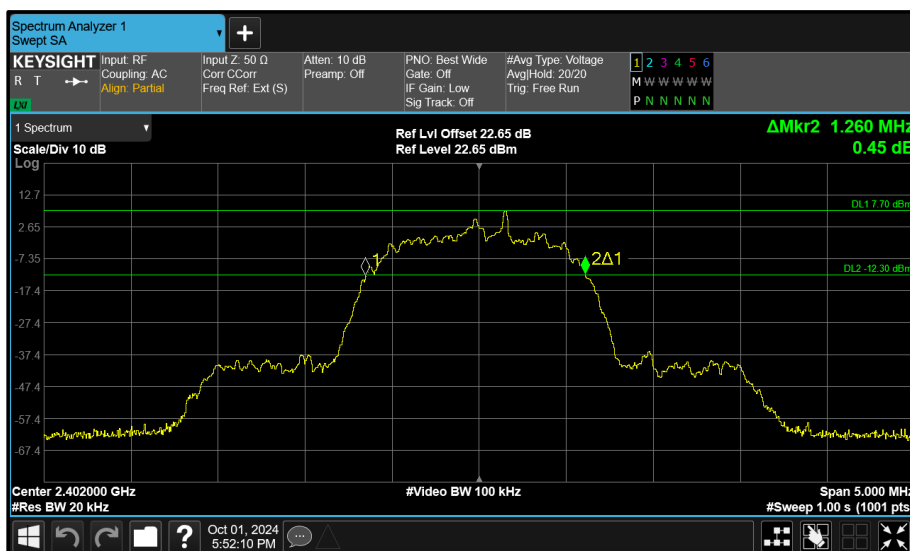 Spectrum Analyzer 1
Swept SA
KEYSIGHT
R T
LXI
Input: RF
Coupling: AC
Align: Partial
Input Z: 50 Ω
Corr CCorr
Freq Ref: Ext (S)
Atten: 10 dB
Preamp: Off
PNO: Best Wide
Gate: Off
IF Gain: Low
Sig Track: Off
#Avg Type: Voltage
Avg|Hold: 20/20
Trig: Free Run
1 2 3 4 5 6
M W W W W W
P N N N N N
1 Spectrum
Scale/Div 10 dB
Log
Ref Lvl Offset 22.65 dB
Ref Level 22.65 dBm
ΔMkr2 1.260 MHz
0.45 dB
12.7
DL1 7.70 dBm
2.65
1
2Δ1
-7.35
DL2 -12.30 dBm
-17.4
-27.4
-37.4
-47.4
-57.4
-67.4
Center 2.402000 GHz
#Video BW 100 kHz
Span 5.000 MHz
#Res BW 20 kHz
#Sweep 1.00 s (1001 pts
?
Oct 01, 2024
5:52:10 PM